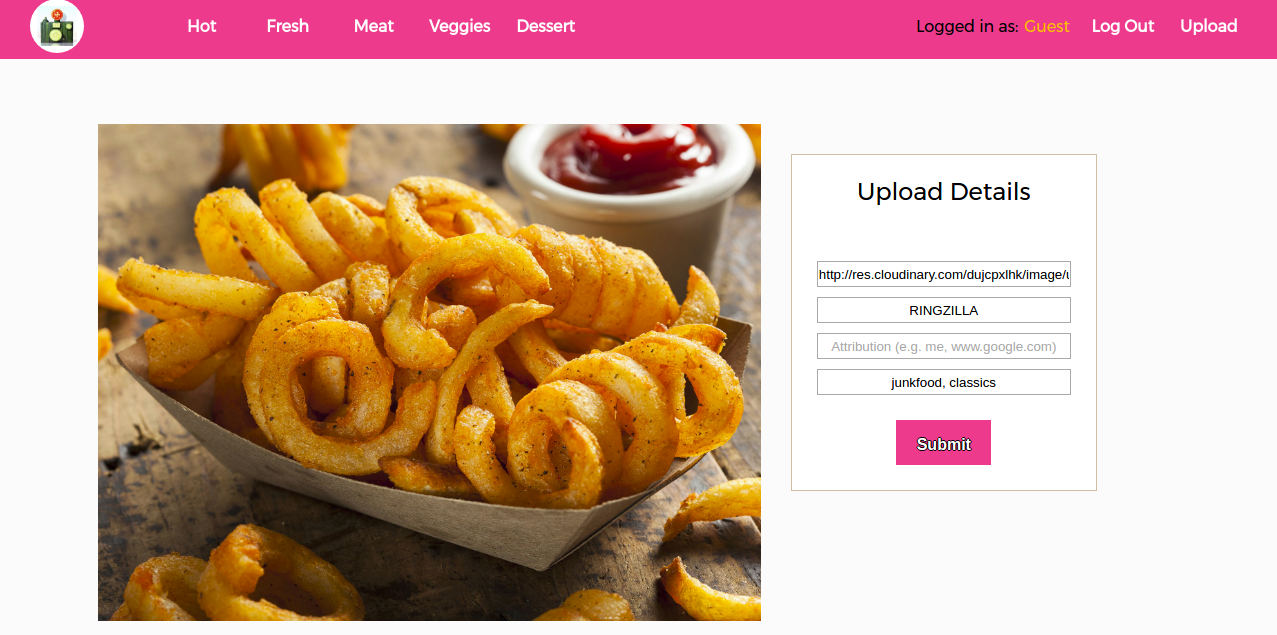 Hot Fresh Meat Veggies Dessert Logged in as: Guest Log Out Upload
Upload Details
http://res.cloudinary.com/dujcpxlhk/image/u
RINGZILLA
Attribution (e.g. me, www.google.com)
junkfood, classics
Submit